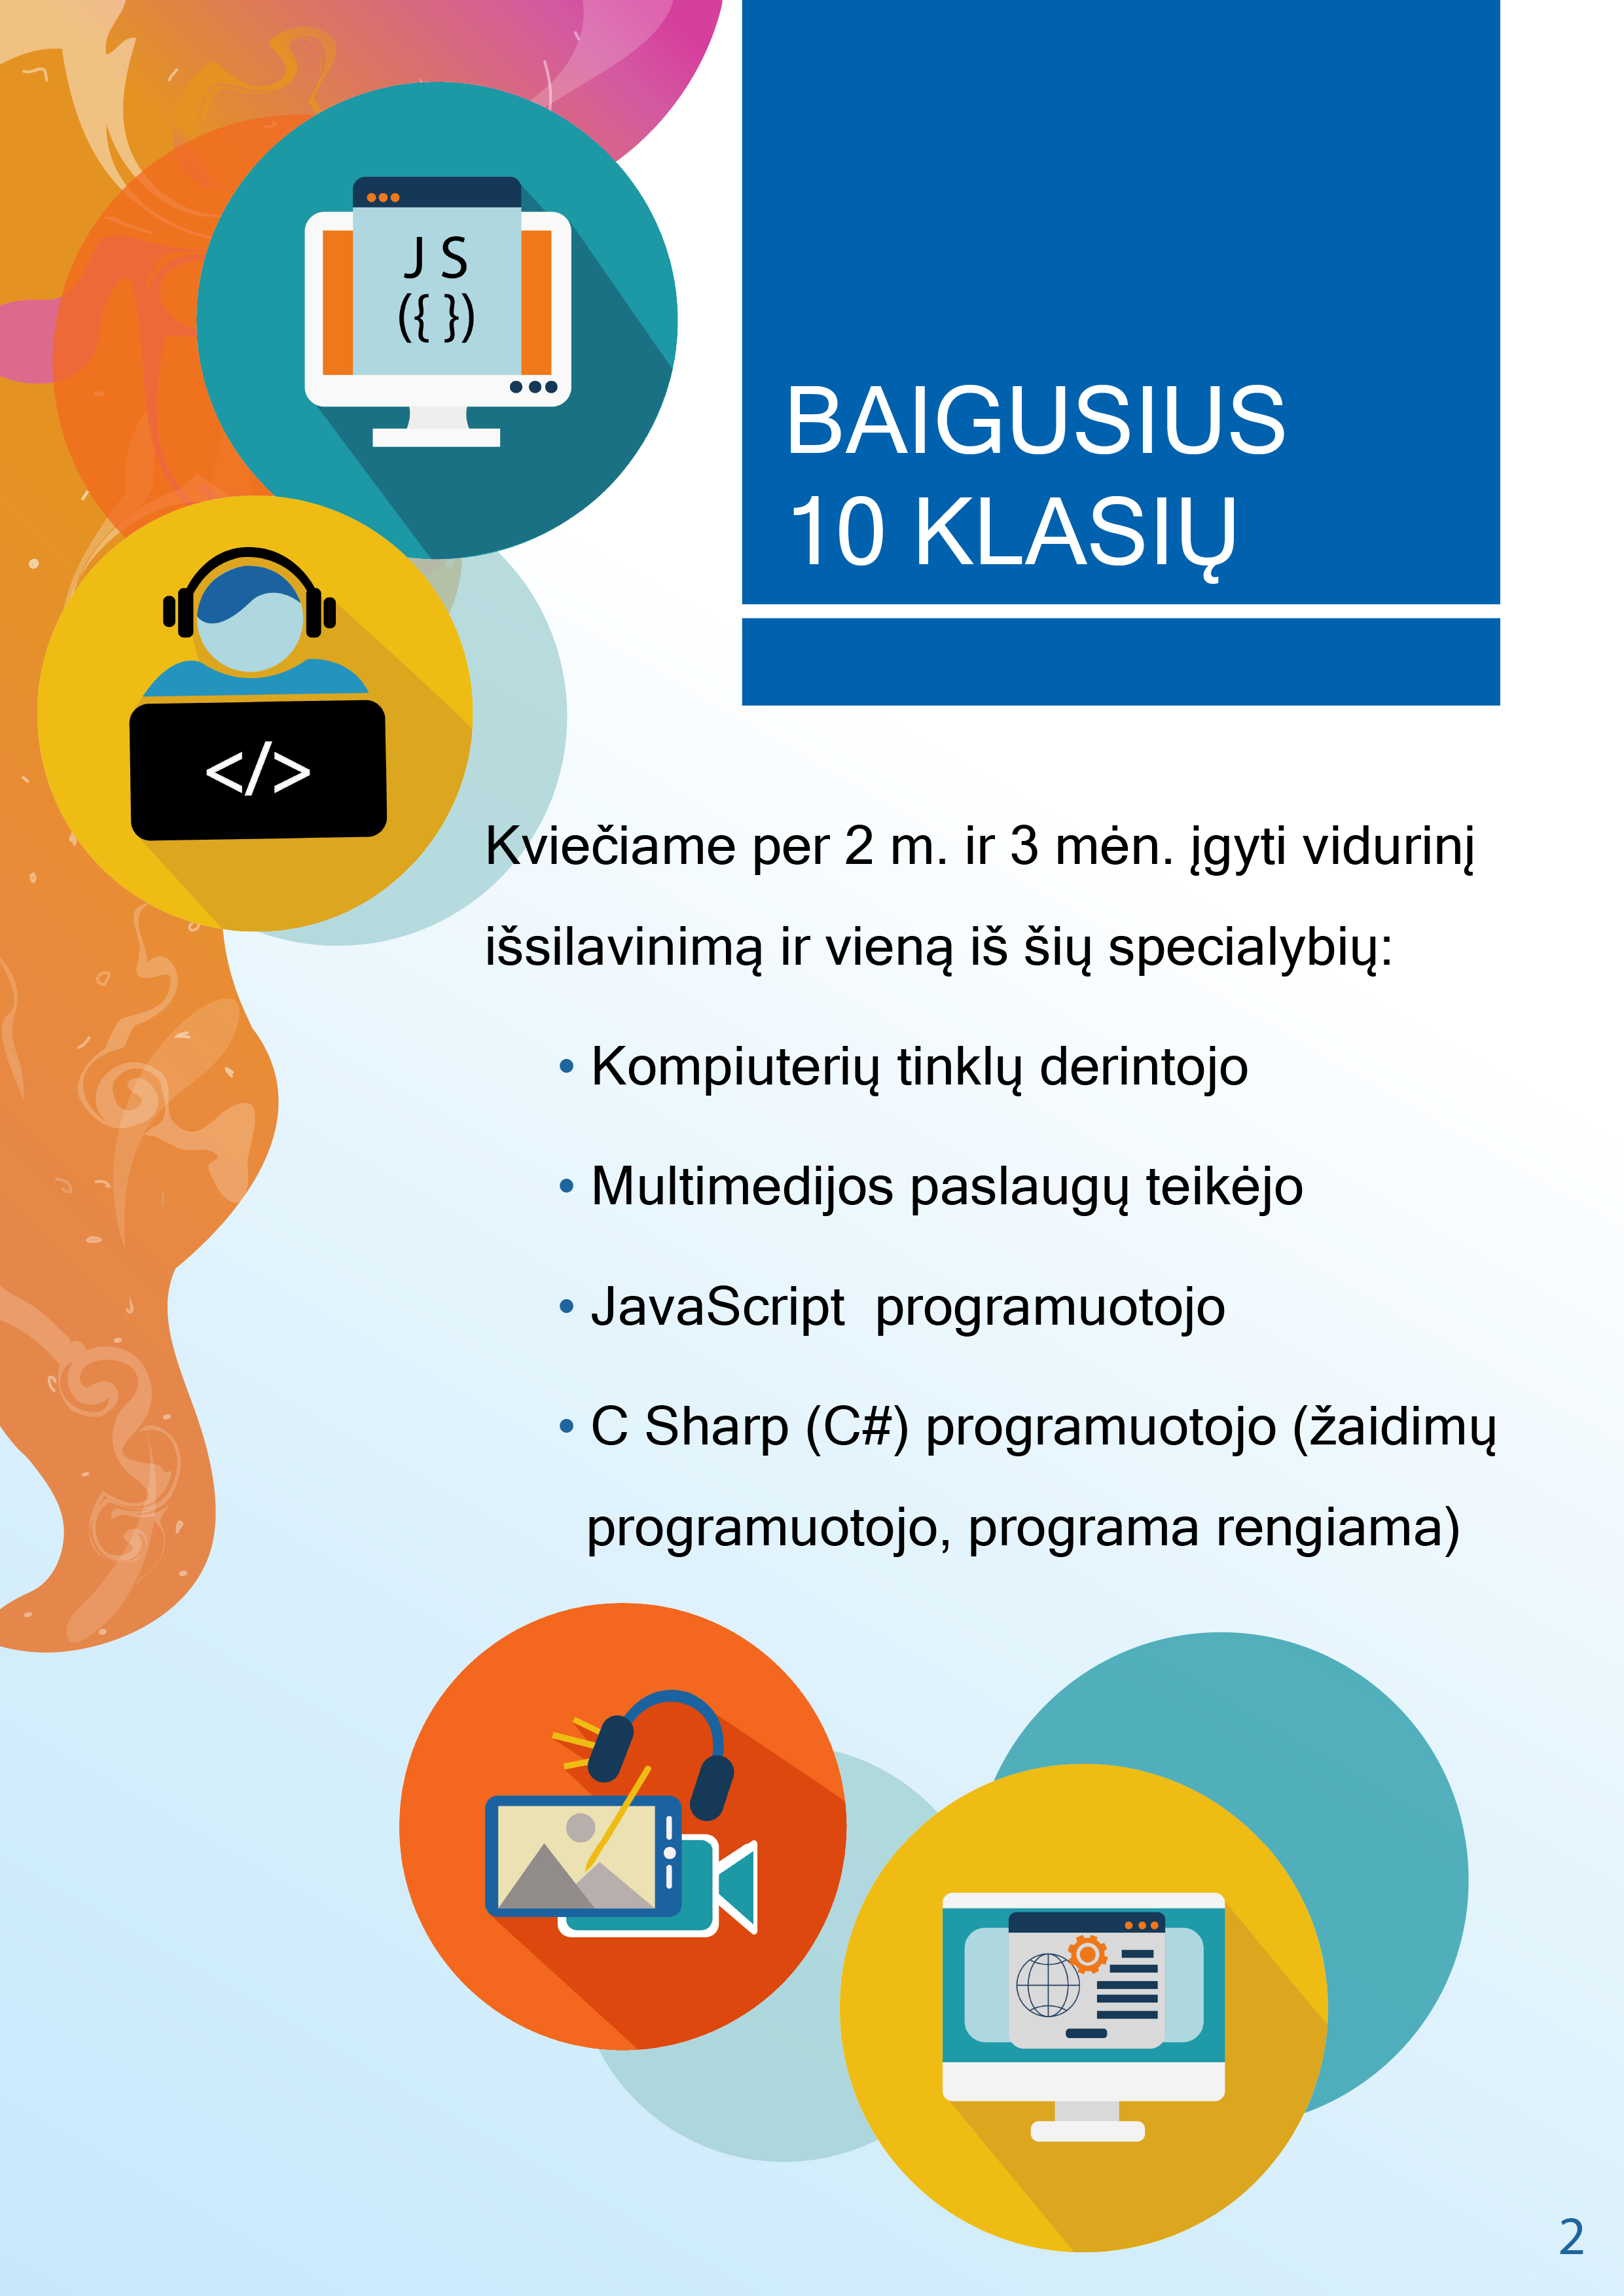 J S
({ })
BAIGUSIUS
10 KLASIŲ
</>
Kviečiame per 2 m. ir 3 mėn. įgyti vidurinį
išsilavinimą ir vieną iš šių specialybių:
• Kompiuterių tinklų derintojo
• Multimedijos paslaugų teikėjo
• JavaScript  programuotojo
• C Sharp (C#) programuotojo (žaidimų
programuotojo, programa rengiama)
2